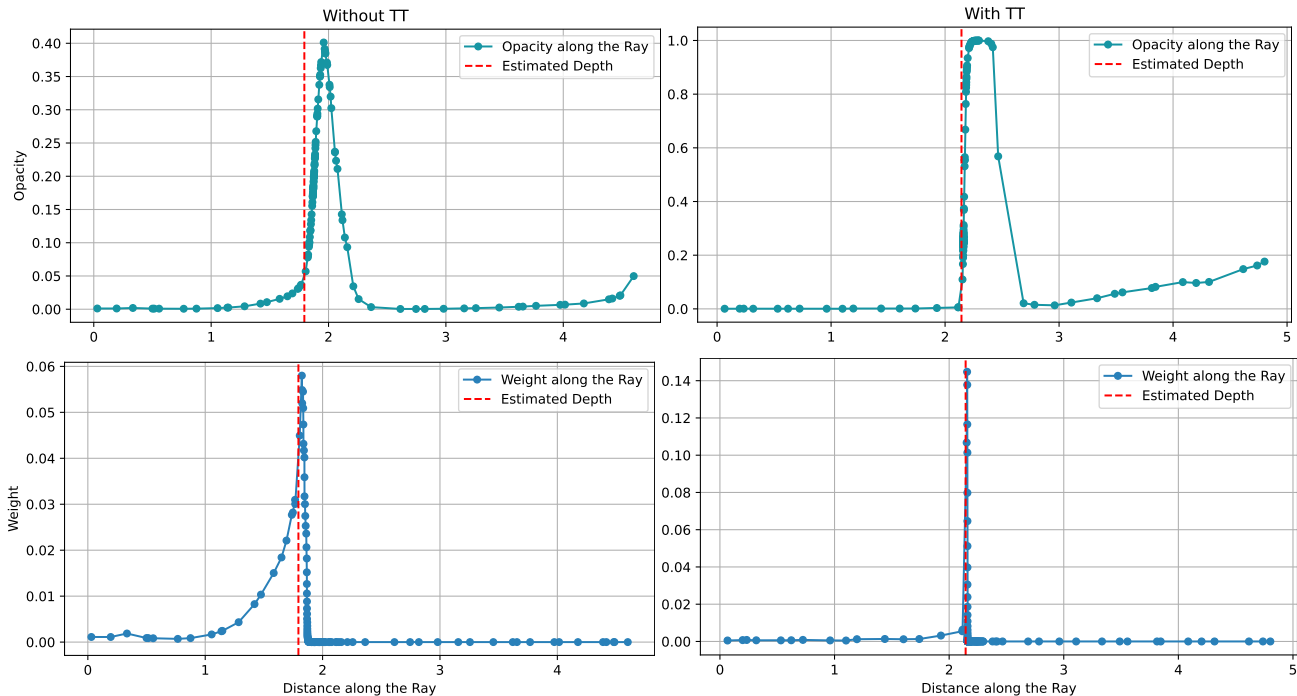 Without TT
With TT
Opacity along the Ray
Estimated Depth
Opacity
0.40
0.35
0.30
0.25
0.20
0.15
0.10
0.05
0.00
0 1 2 3 4
Opacity along the Ray
Estimated Depth
1.0
0.8
0.6
0.4
0.2
0.0
0 1 2 3 4 5
Weight along the Ray
Estimated Depth
Weight
0.06
0.05
0.04
0.03
0.02
0.01
0.00
0 1 2 3 4
Distance along the Ray
Weight along the Ray
Estimated Depth
0.14
0.12
0.10
0.08
0.06
0.04
0.02
0.00
0 1 2 3 4 5
Distance along the Ray